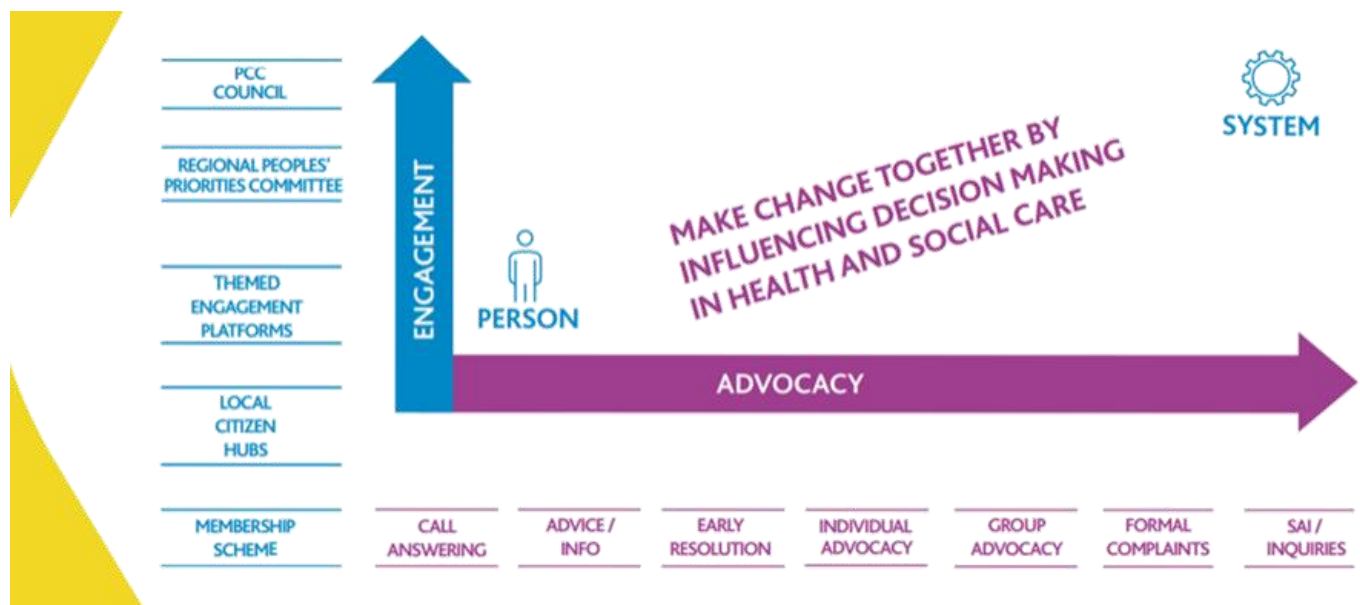 PCC
COUNCIL
REGIONAL PEOPLES'
PRIORITIES COMMITTEE
THEMED
ENGAGEMENT
PLATFORMS
LOCAL
CITIZEN
HUBS
MEMBERSHIP
SCHEME
ENGAGEMENT
PERSON
MAKE CHANGE TOGETHER BY
INFLUENCING DECISION MAKING
IN HEALTH AND SOCIAL CARE
SYSTEM
ADVOCACY
CALL
ANSWERING
ADVICE /
INFO
EARLY
RESOLUTION
INDIVIDUAL
ADVOCACY
GROUP
ADVOCACY
FORMAL
COMPLAINTS
SAI /
INQUIRIES